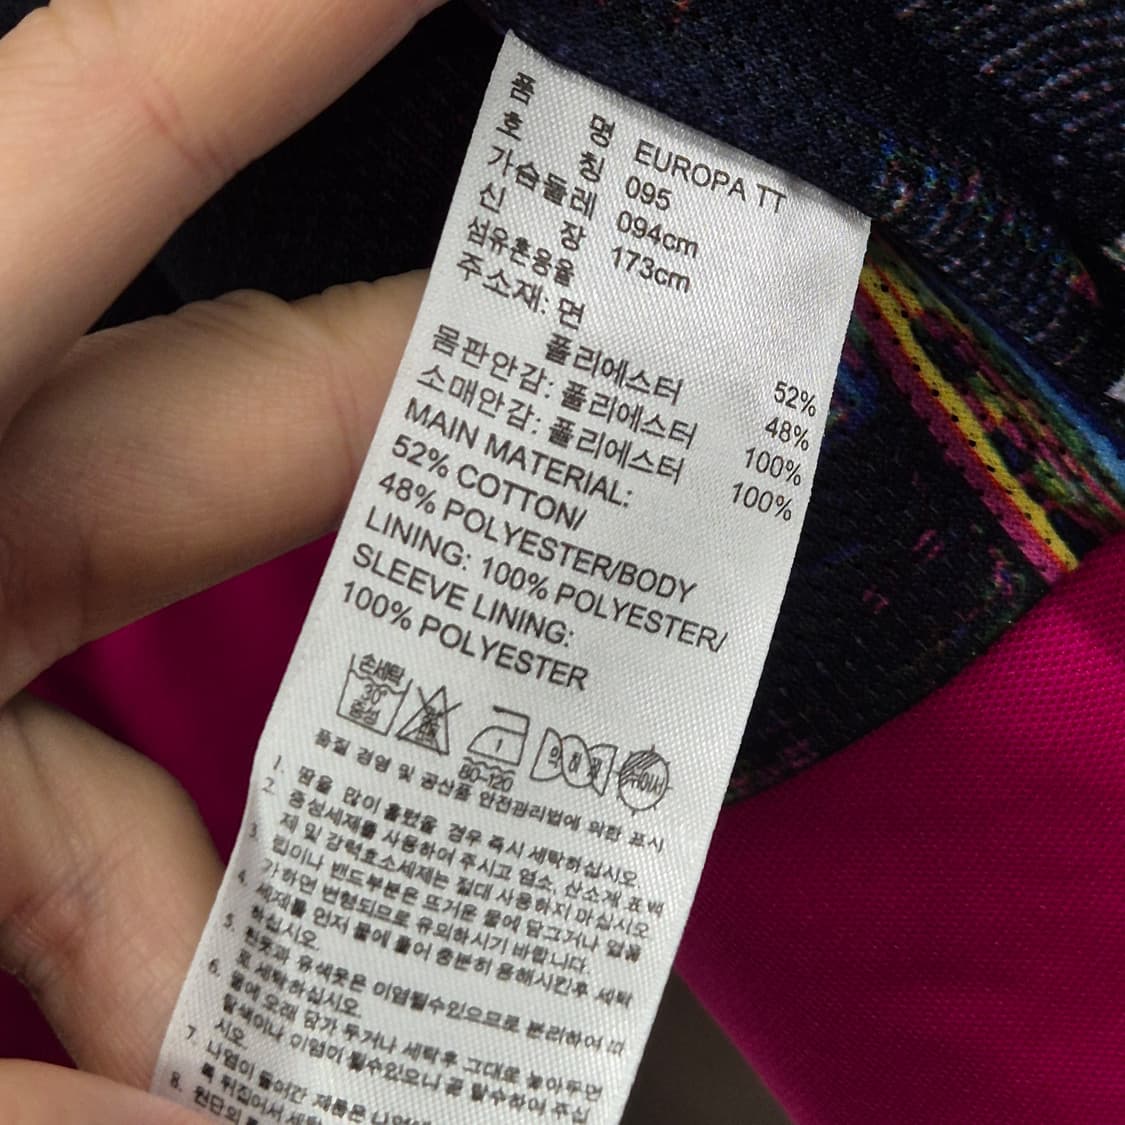 품 명 EUROPA TT
호 칭 095
가슴둘레 094cm
신 장 173cm
섬유혼용율
주소재: 면 52%
폴리에스터 48%
몸판안감: 폴리에스터 100%
소매안감: 폴리에스터 100%
MAIN MATERIAL:
52% COTTON/
48% POLYESTER/BODY
LINING: 100% POLYESTER/
SLEEVE LINING:
100% POLYESTER
손세탁
30°
중성
1
80-120
품질 경영 및 공산품 안전관리법에 의한 표시
1. 땀을 많이 흘렸을 경우 즉시 세탁하십시오.
2. 중성세제를 사용하여 주시고 염소, 산소계 표백
제 및 강력효소세제는 절대 사용하지 마십시오
3. 립이나 밴드부분은 뜨거운 물에 담그거나 열을
가하면 변형되므로 유의하시기 바랍니다.
4. 세제를 먼저 물에 풀어 충분히 용해시킨후 세탁
하십시오.
5. 흰옷과 유색옷은 이염될수있으므로 분리하여 따
로 세탁하십시오.
6. 물에 오래 담가 두거나 세탁후 그대로 놓아두면
탈색이나 이염이 될수있으니 곧 탈수하여 주십
시오.
7. 나염이 들어간 제품은
록 뒤집어서
8. 원단의